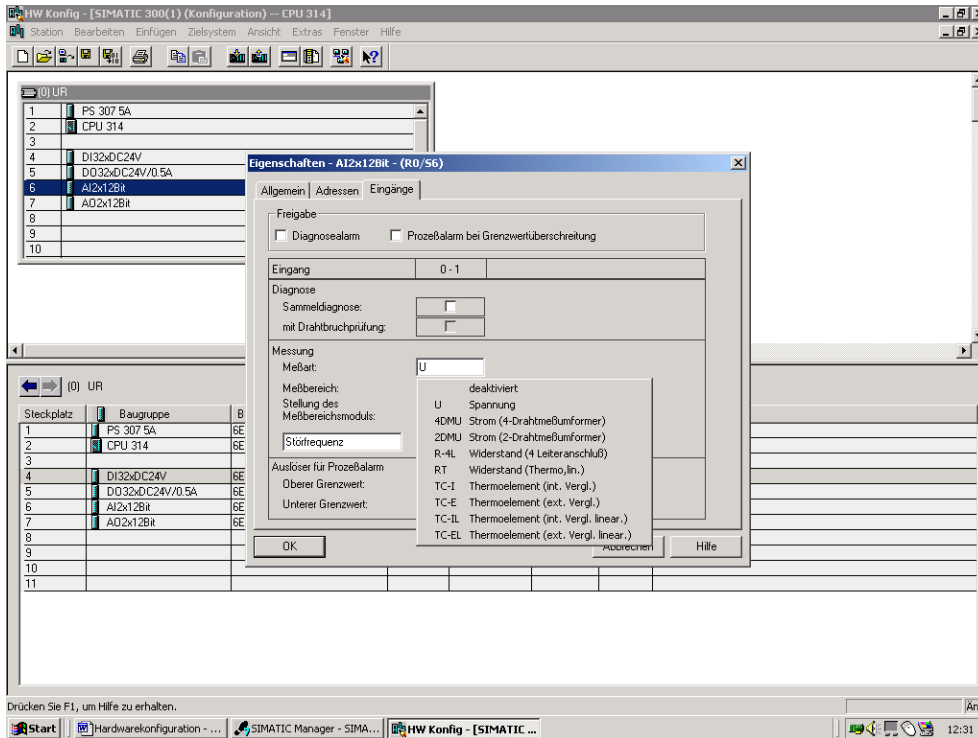 HW Konfig - [SIMATIC 300(1) (Konfiguration) -- CPU 314]
Station Bearbeiten Einfügen Zielsystem Ansicht Extras Fenster Hilfe
(0) UR
1 PS 307 5A
2 CPU 314
3
4 DI32xDC24V
5 DO32xDC24V/0.5A
6 AI2x12Bit
7 AO2x12Bit
8
9
10
Eigenschaften - AI2x12Bit - (R0/S6)
Allgemein Adressen Eingänge
Freigabe
Diagnosealarm Prozeßalarm bei Grenzwertüberschreitung
Eingang 0 - 1
Diagnose
Sammeldiagnose:
mit Drahtbruchprüfung:
Messung
Meßart: U
Meßbereich:
Stellung des
Meßbereichsmoduls:
Störfrequenz
Auslöser für Prozeßalarm
Oberer Grenzwert:
Unterer Grenzwert:
deaktiviert
U Spannung
4DMU Strom (4-Drahtmeßumformer)
2DMU Strom (2-Drahtmeßumformer)
R-4L Widerstand (4 Leiteranschluß)
RT Widerstand (Thermo,lin.)
TC-I Thermoelement (int. Vergl.)
TC-E Thermoelement (ext. Vergl.)
TC-IL Thermoelement (int. Vergl. linear.)
TC-EL Thermoelement (ext. Vergl. linear.)
OK Abbrechen Hilfe
(0) UR
Steckplatz Baugruppe B
1 PS 307 5A 6E
2 CPU 314 6E
3
4 DI32xDC24V 6E
5 DO32xDC24V/0.5A 6E
6 AI2x12Bit 6E
7 AO2x12Bit 6E
8
9
10
11
Drücken Sie F1, um Hilfe zu erhalten. Än
Start Hardwarekonfiguration - ... SIMATIC Manager - SIMA... HW Konfig - [SIMATIC ... 12:31